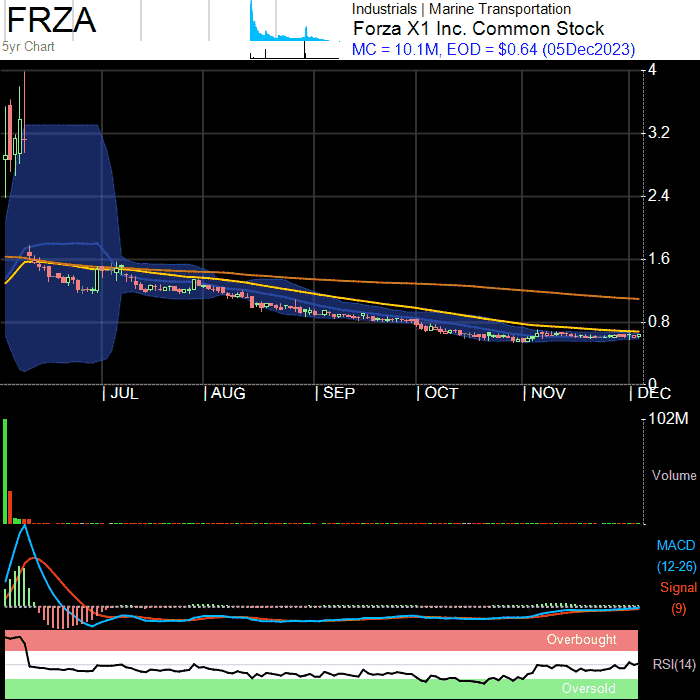 FRZA
5yr Chart
Industrials | Marine Transportation
Forza X1 Inc. Common Stock
MC = 10.1M, EOD = $0.64 (05Dec2023)
4
3.2
2.4
1.6
0.8
0
JUL AUG SEP OCT NOV DEC
102M
Volume
MACD
(12-26)
Signal
(9)
Overbought
RSI(14)
Oversold